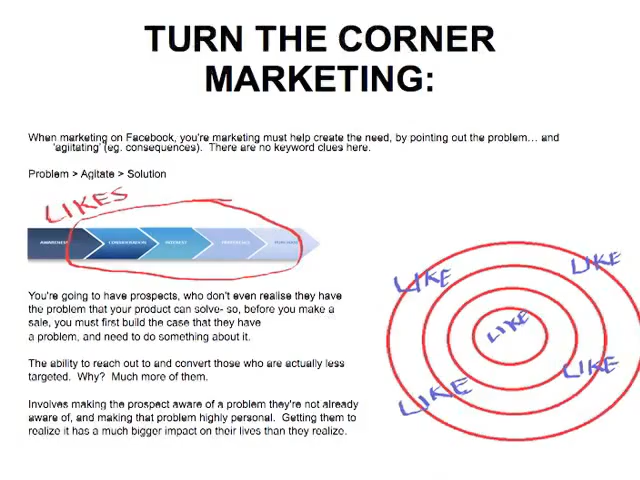 TURN THE CORNER
MARKETING:
When marketing on Facebook, you're marketing must help create the need, by pointing out the problem... and
'agiitating' (eg. consequences). There are no keyword clues here.
Problem > Agitate > Solution
LIKES
AWARENESS CONSIDERATION INTEREST PREFERENCE PURCHASE
LIKE LIKE
LIKE
LIKE LIKE
You're going to have prospects, who don't even realise they have
the problem that your product can solve- so, before you make a
sale, you must first build the case that they have
a problem, and need to do something about it.
The ability to reach out to and convert those who are actually less
targeted. Why? Much more of them.
Involves making the prospect aware of a problem they're not already
aware of, and making that problem highly personal. Getting them to
realize it has a much bigger impact on their lives than they realize.